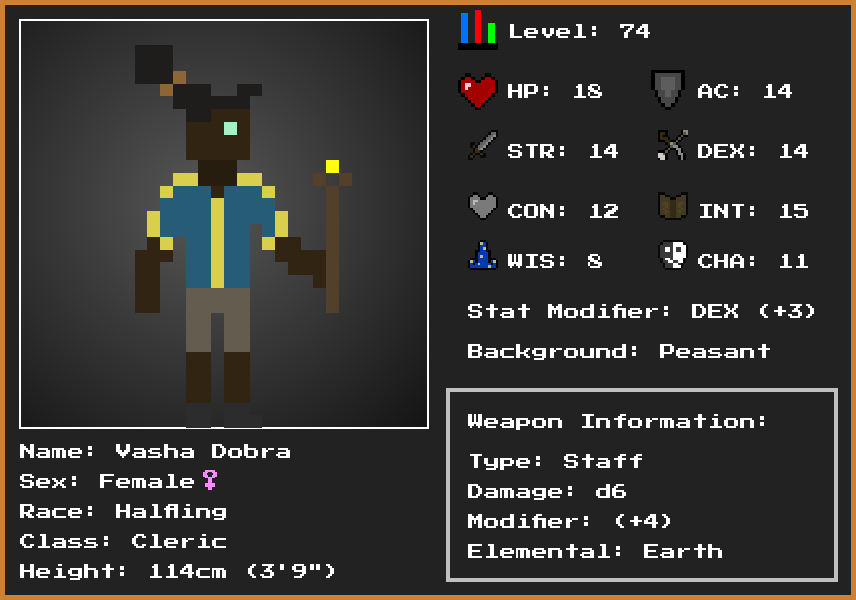 Level: 74
HP: 18 AC: 14
STR: 14 DEX: 14
CON: 12 INT: 15
WIS: 8 CHA: 11
Stat Modifier: DEX (+3)
Background: Peasant
Weapon Information:
Type: Staff
Damage: d6
Modifier: (+4)
Elemental: Earth
Name: Vasha Dobra
Sex: Female♀
Race: Halfling
Class: Cleric
Height: 114cm (3'9")